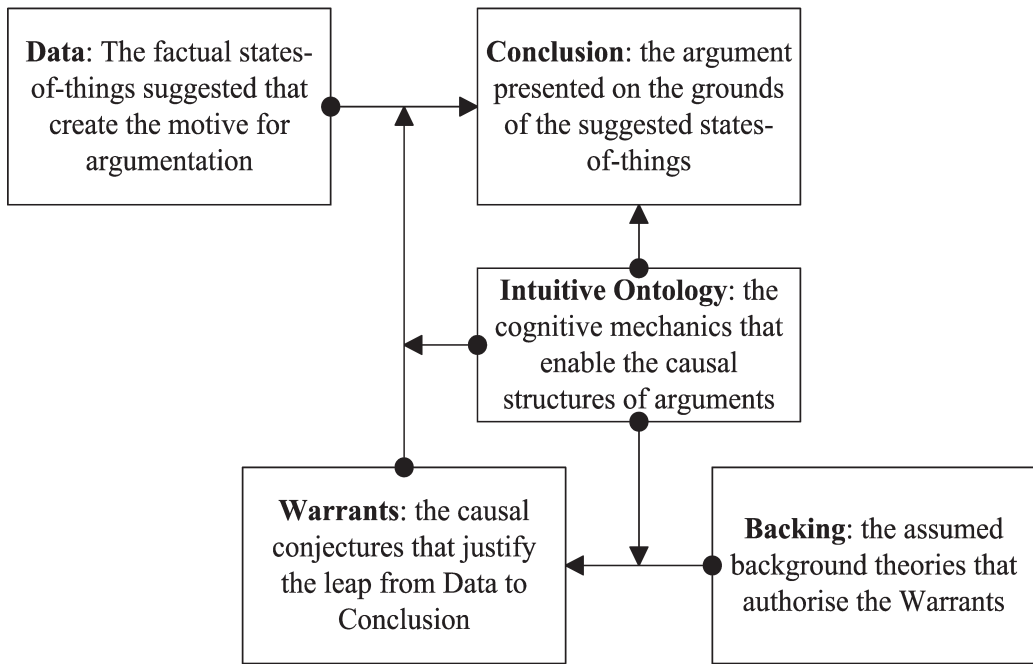 Data: The factual states-
of-things suggested that
create the motive for
argumentation
Conclusion: the argument
presented on the grounds
of the suggested states-
of-things
Intuitive Ontology: the
cognitive mechanics that
enable the causal
structures of arguments
Warrants: the causal
conjectures that justify
the leap from Data to
Conclusion
Backing: the assumed
background theories that
authorise the Warrants